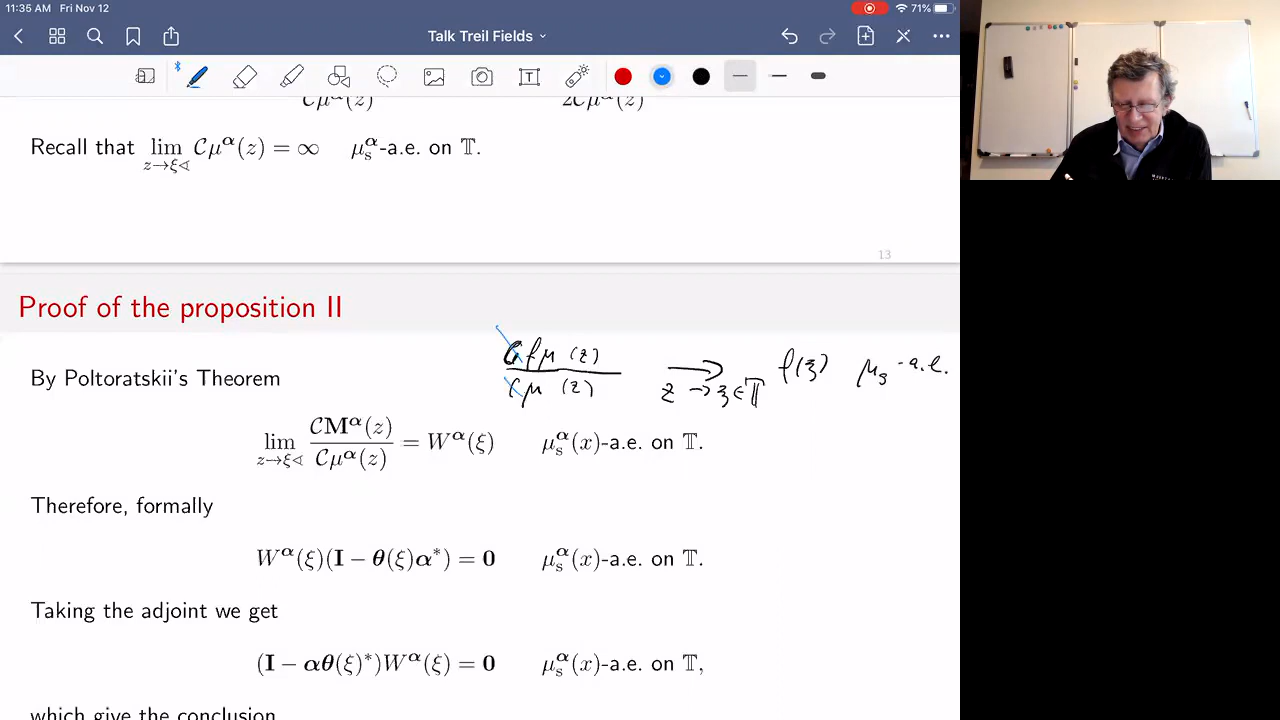 11:35 AM Fri Nov 12
71%
Talk Treil Fields
Cμ^α(z) 2Cμ^α(z)
Recall that lim_{z→ξ∢} Cμ^α(z) = ∞ μ_s^α-a.e. on 𝕋.
13
Proof of the proposition II
C f μ (z) / C μ (z) → z → ξ ∈ 𝕋 f(ξ) μ_s -a.e.
By Poltoratskii's Theorem
lim_{z→ξ∢} CM^α(z) / Cμ^α(z) = W^α(ξ) μ_s^α(x)-a.e. on 𝕋.
Therefore, formally
W^α(ξ)(I − θ(ξ)α*) = 0 μ_s^α(x)-a.e. on 𝕋.
Taking the adjoint we get
(I − αθ(ξ)*)W^α(ξ) = 0 μ_s^α(x)-a.e. on 𝕋,
which give the conclusion